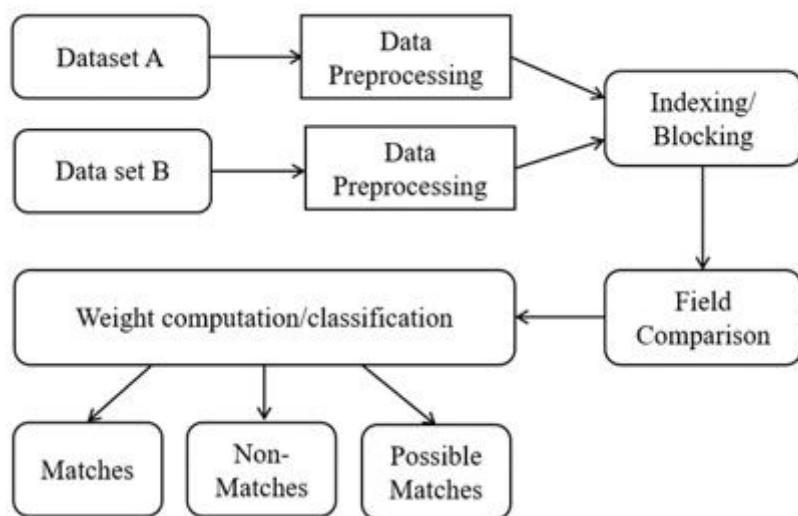 Dataset A
Data
Preprocessing
Indexing/
Blocking
Data set B
Data
Preprocessing
Weight computation/classification
Field
Comparison
Matches
Non-
Matches
Possible
Matches